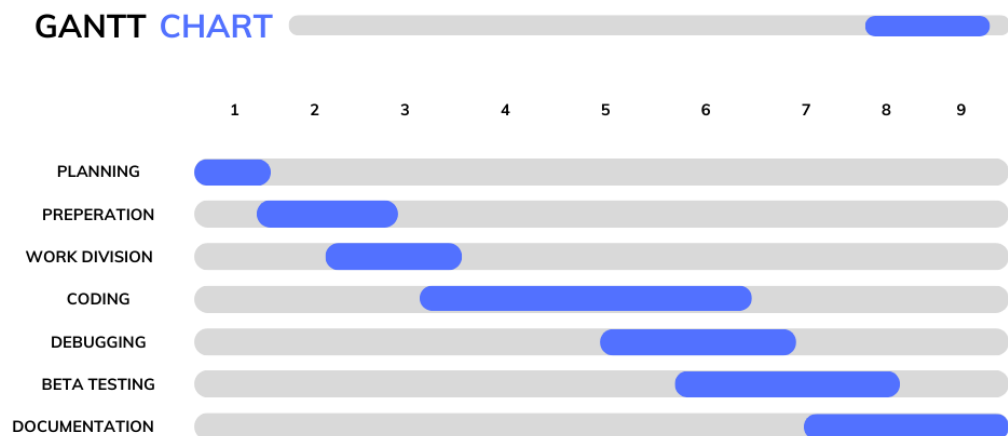 GANTT CHART
1 2 3 4 5 6 7 8 9
PLANNING
PREPERATION
WORK DIVISION
CODING
DEBUGGING
BETA TESTING
DOCUMENTATION